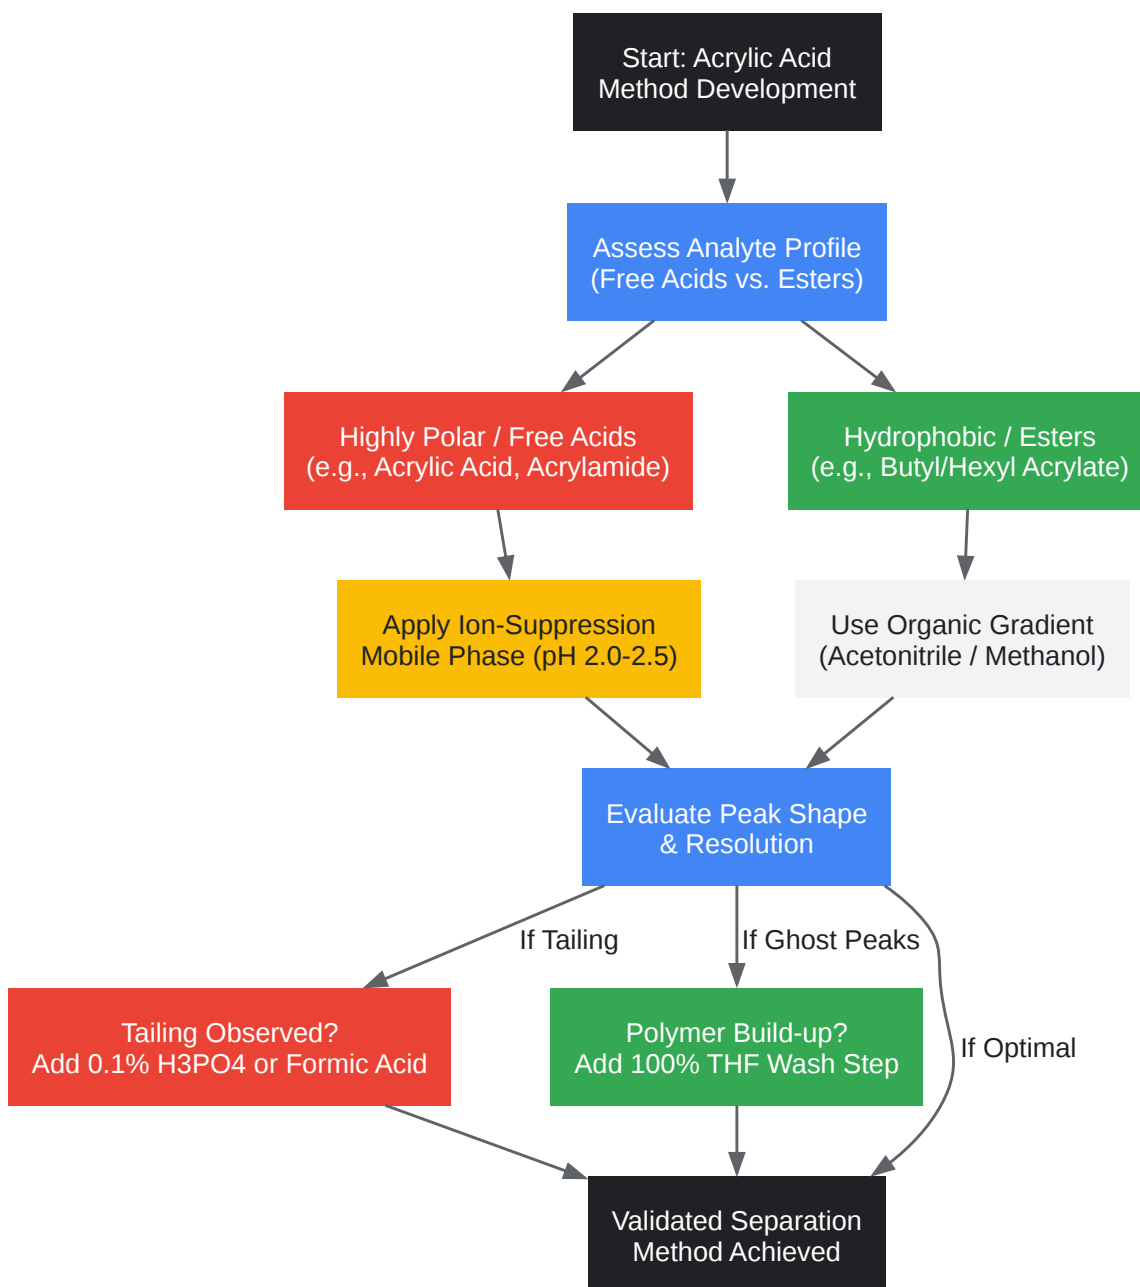 Start: Acrylic Acid
Method Development
Assess Analyte Profile
(Free Acids vs. Esters)
Highly Polar / Free Acids
(e.g., Acrylic Acid, Acrylamide)
Hydrophobic / Esters
(e.g., Butyl/Hexyl Acrylate)
Apply Ion-Suppression
Mobile Phase (pH 2.0-2.5)
Use Organic Gradient
(Acetonitrile / Methanol)
Evaluate Peak Shape
& Resolution
If Tailing
If Ghost Peaks
If Optimal
Tailing Observed?
Add 0.1% H3PO4 or Formic Acid
Polymer Build-up?
Add 100% THF Wash Step
Validated Separation
Method Achieved